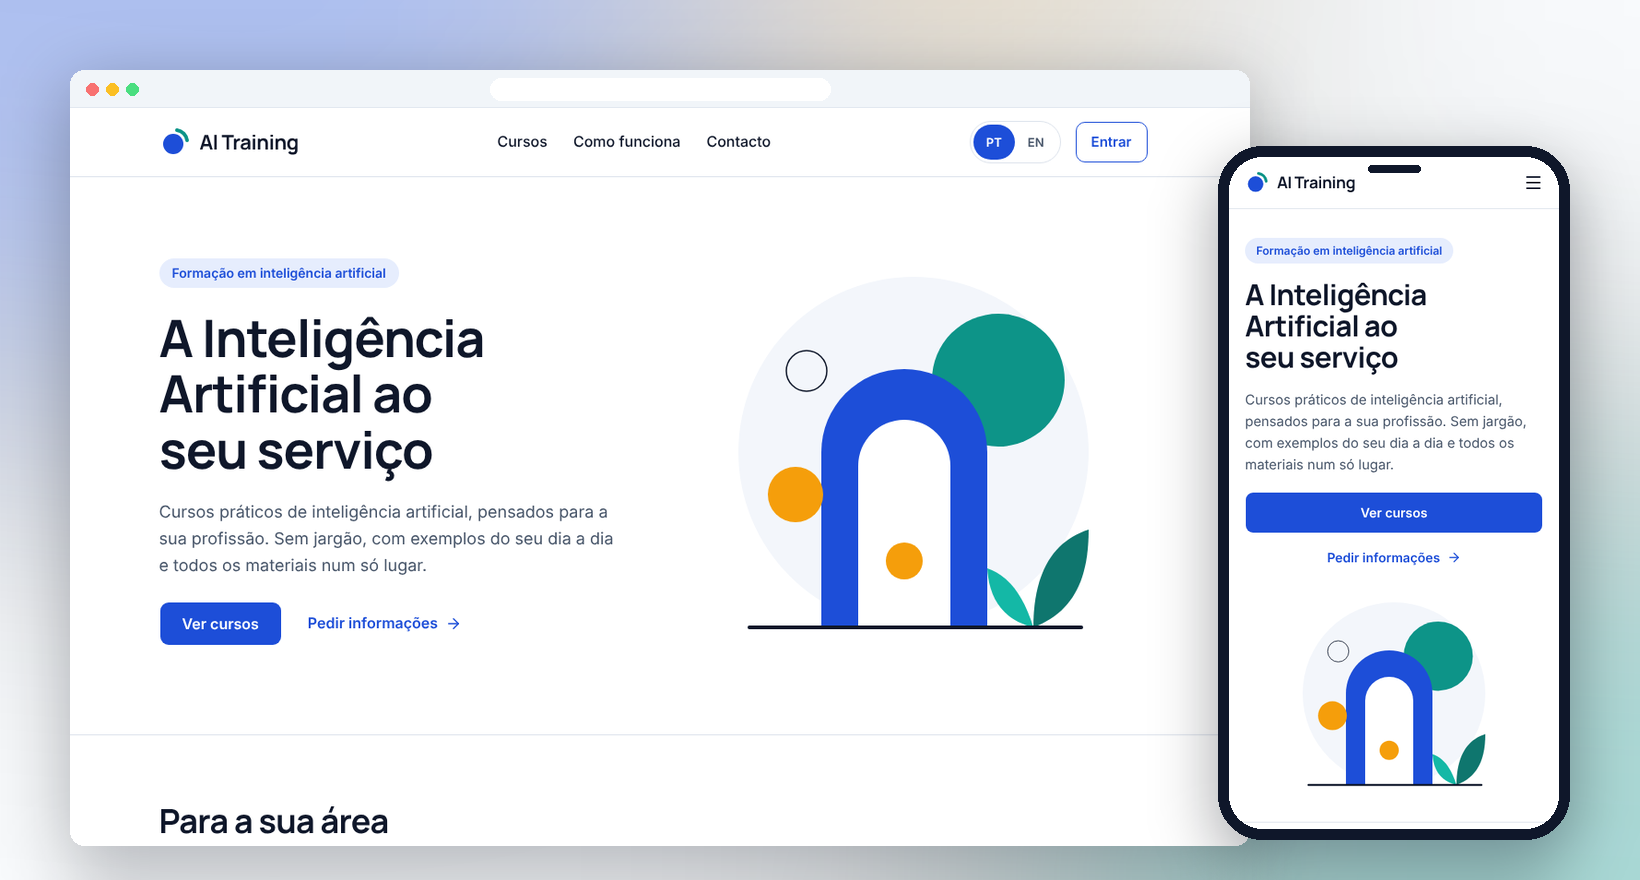 AI Training
Cursos
Como funciona
Contacto
PT
EN
Entrar
Formação em inteligência artificial
A Inteligência
Artificial ao
seu serviço
Cursos práticos de inteligência artificial, pensados para a
sua profissão. Sem jargão, com exemplos do seu dia a dia
e todos os materiais num só lugar.
Ver cursos
Pedir informações
Para a sua área
AI Training
Formação em inteligência artificial
A Inteligência
Artificial ao
seu serviço
Cursos práticos de inteligência artificial,
pensados para a sua profissão. Sem jargão,
com exemplos do seu dia a dia e todos os
materiais num só lugar.
Ver cursos
Pedir informações